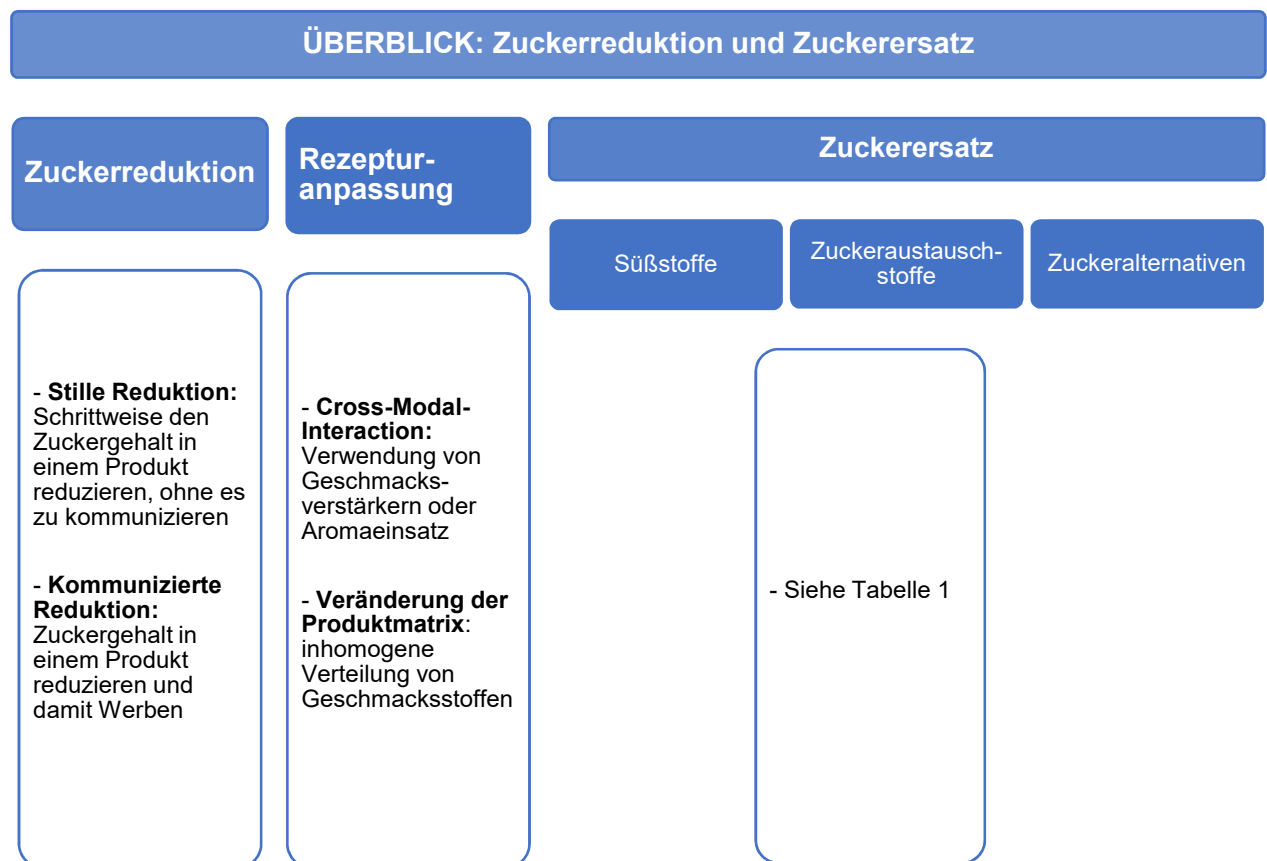 ÜBERBLICK: Zuckerreduktion und Zuckerersatz
Zuckerreduktion
Rezeptur-
anpassung
Zuckerersatz
Süßstoffe
Zuckeraustausch-
stoffe
Zuckeralternativen
- Stille Reduktion:
Schrittweise den
Zuckergehalt in
einem Produkt
reduzieren, ohne es
zu kommunizieren
- Kommunizierte
Reduktion:
Zuckergehalt in
einem Produkt
reduzieren und
damit Werben
- Cross-Modal-
Interaction:
Verwendung von
Geschmacks-
verstärkern oder
Aromaeinsatz
- Veränderung der
Produktmatrix:
inhomogene
Verteilung von
Geschmacksstoffen
- Siehe Tabelle 1